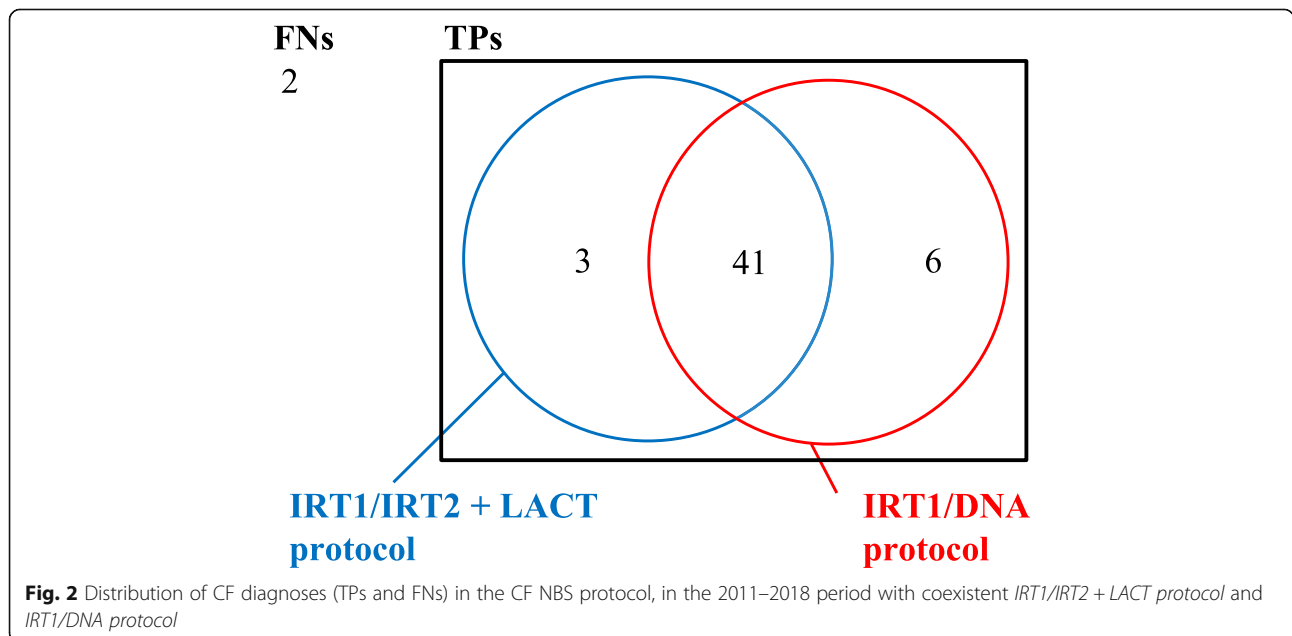 FNs
2
TPs
3
41
6
IRT1/IRT2 + LACT
protocol
IRT1/DNA
protocol
Fig. 2 Distribution of CF diagnoses (TPs and FNs) in the CF NBS protocol, in the 2011–2018 period with coexistent IRT1/IRT2 + LACT protocol and
IRT1/DNA protocol